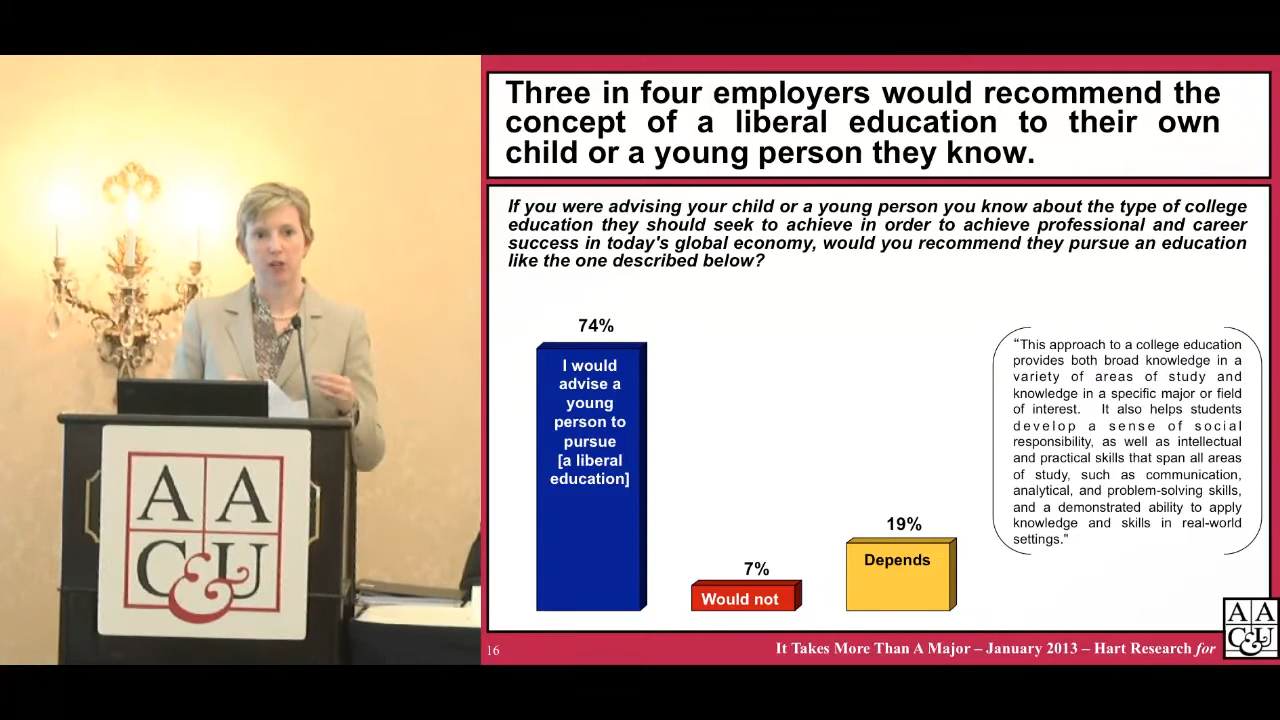 Three in four employers would recommend the
concept of a liberal education to their own
child or a young person they know.
If you were advising your child or a young person you know about the type of college
education they should seek to achieve in order to achieve professional and career
success in today's global economy, would you recommend they pursue an education
like the one described below?
74%
I would
advise a
young
person to
pursue
[a liberal
education]
7%
Would not
19%
Depends
“This approach to a college education
provides both broad knowledge in a
variety of areas of study and
knowledge in a specific major or field
of interest. It also helps students
develop a sense of social
responsibility, as well as intellectual
and practical skills that span all areas
of study, such as communication,
analytical, and problem-solving skills,
and a demonstrated ability to apply
knowledge and skills in real-world
settings."
16
It Takes More Than A Major – January 2013 – Hart Research for
A A
C&U
A A
C&U